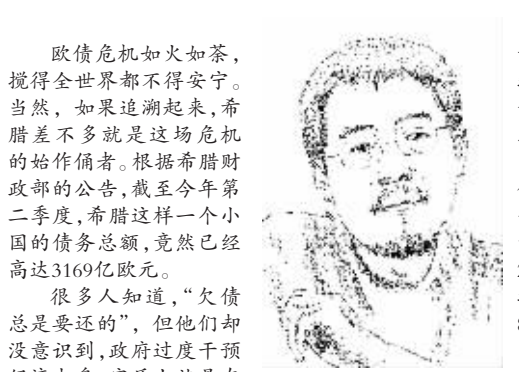 欧债危机如火如荼，
搅得全世界都不得安宁。
当然，如果追溯起来，希
腊差不多就是这场危机
的始作俑者。根据希腊财
政部的公告，截至今年第
二季度，希腊这样一个小
国的债务总额，竟然已经
高达3169亿欧元。
很多人知道，“欠债
总是要还的”，但他们却
没意识到，政府过度干预